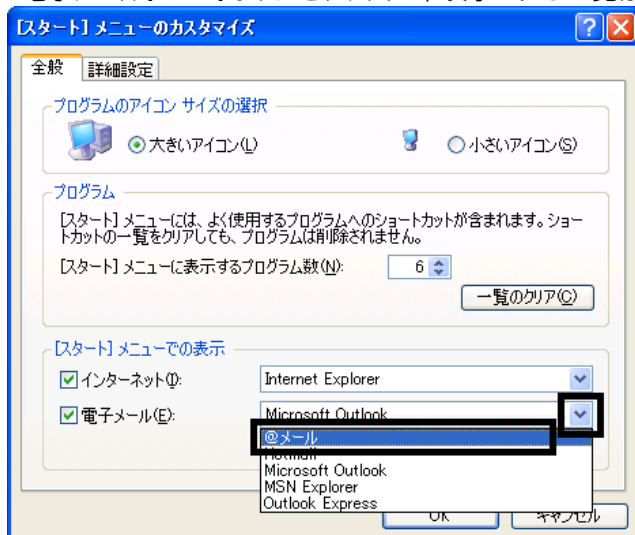 [スタート] メニューのカスタマイズ
全般 詳細設定
プログラムのアイコン サイズの選択
大きいアイコン(L) 小さいアイコン(S)
プログラム
[スタート] メニューには、よく使用するプログラムへのショートカットが含まれます。ショー
トカットの一覧をクリアしても、プログラムは削除されません。
[スタート] メニューに表示するプログラム数(N): 6
一覧のクリア(C)
[スタート] メニューでの表示
インターネット(I): Internet Explorer
電子メール(E): Microsoft Outlook
@メール
Hotmail
Microsoft Outlook
MSN Explorer
Outlook Express
OK キャンセル